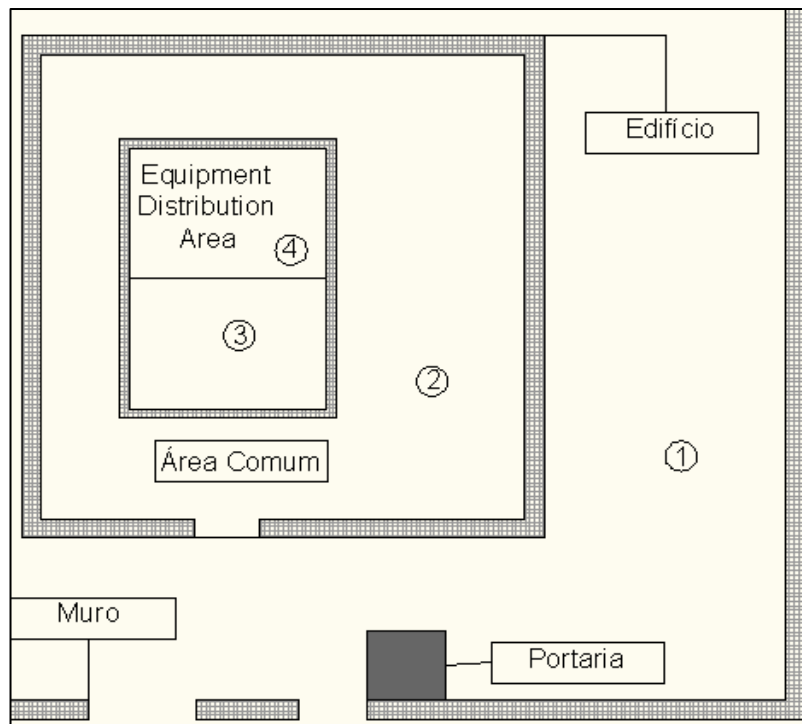 Edifício
Equipment
Distribution
Area
4
3
2
Área Comum
1
Muro
Portaria